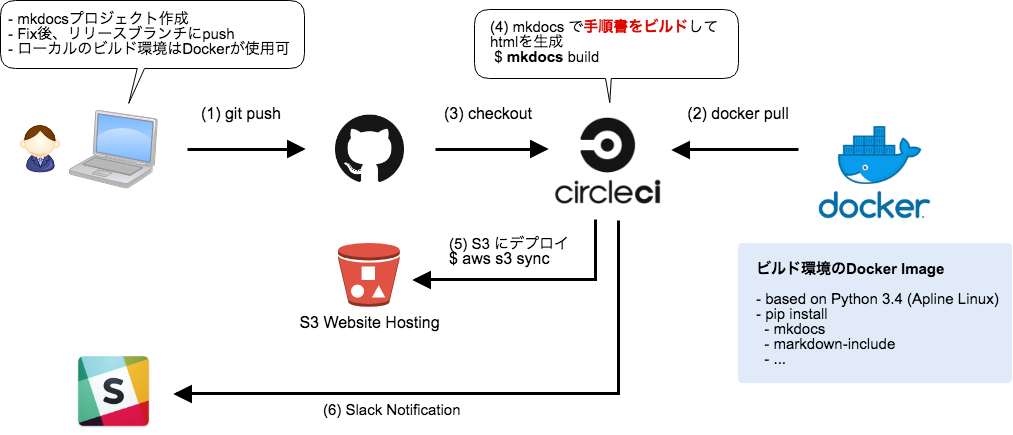 - mkdocsプロジェクト作成
- Fix後、リリースブランチにpush
- ローカルのビルド環境はDockerが使用可
(4) mkdocs で手順書をビルドして
htmlを生成
$ mkdocs build
(1) git push
(3) checkout
(2) docker pull
circleci
docker
(5) S3 にデプロイ
$ aws s3 sync
S3 Website Hosting
ビルド環境のDocker Image
- based on Python 3.4 (Apline Linux)
- pip install
- mkdocs
- markdown-include
- ...
S
(6) Slack Notification